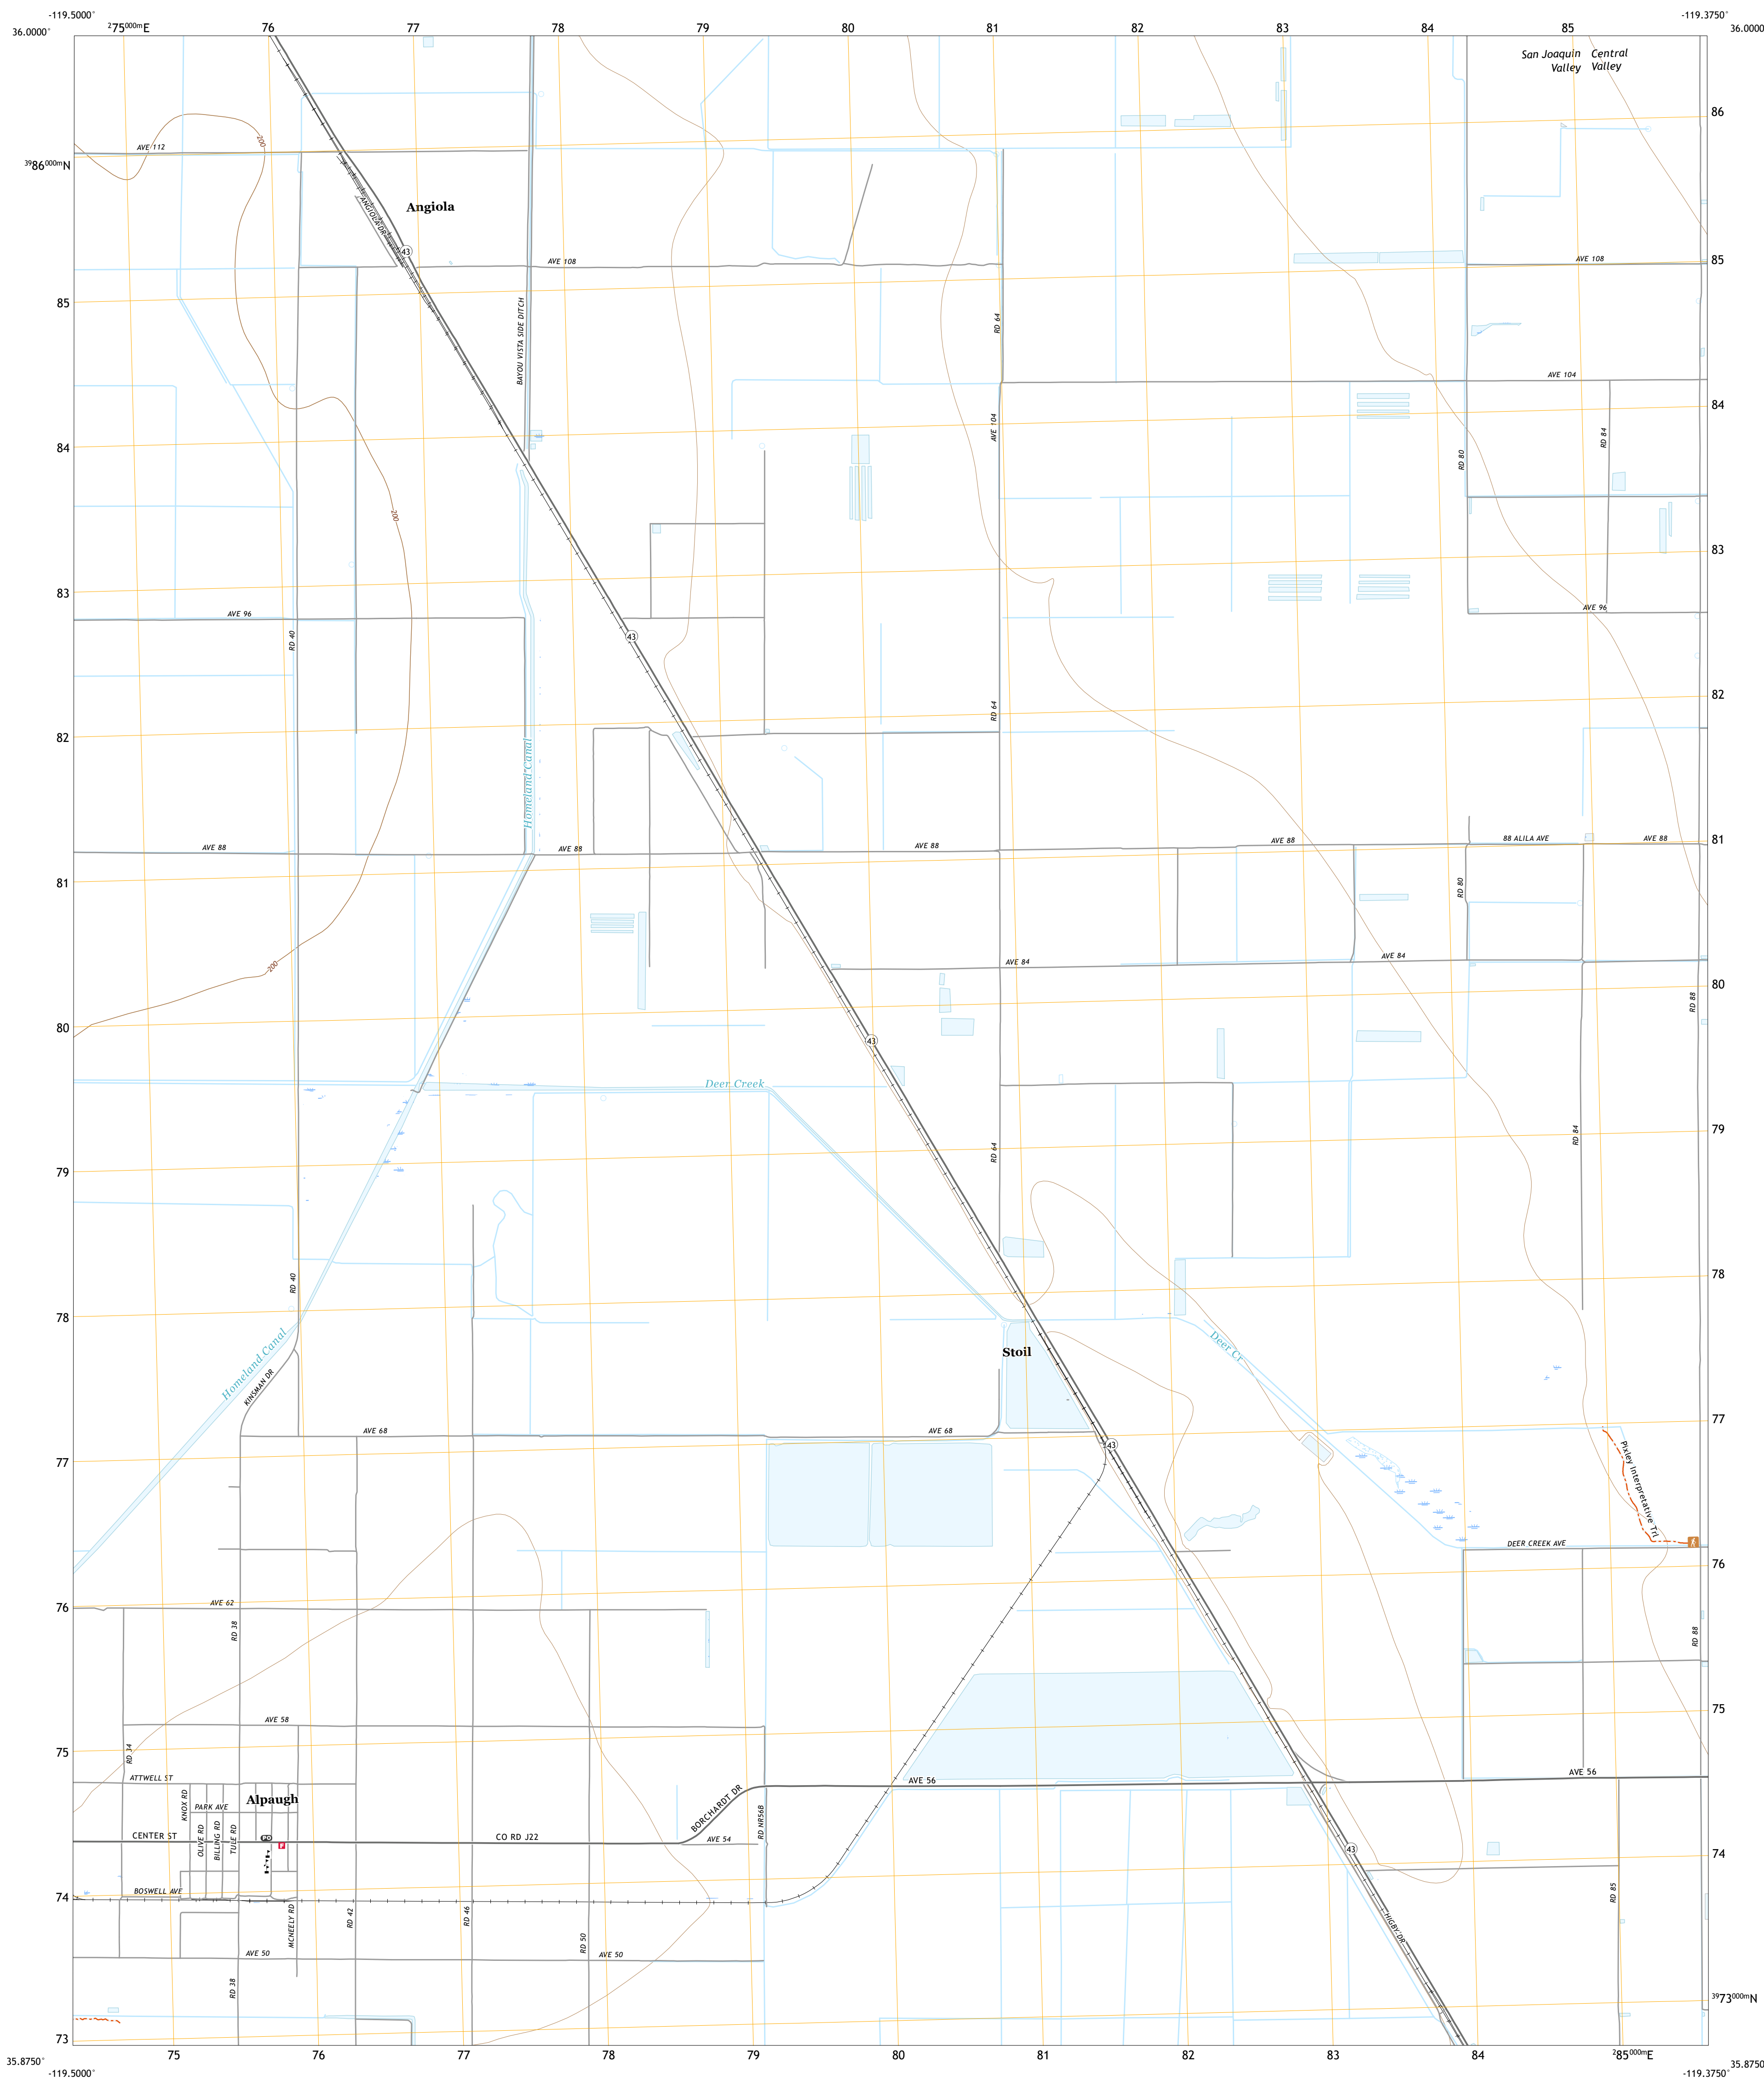 -119.5000°
-119.3750°
36.0000°
36.0000
275000mE
76
77
78
79
80
81
82
83
84
85
San Joaquin Valley
Central Valley
86
AVE 112
3986000mN
200
Angiola
ANGIOLA DR
43
AVE 108
AVE 108
85
85
BAYOU VISTA SIDE DITCH
RD 64
AVE 104
84
84
AVE 104
RD 80
RD 84
200
83
83
AVE 96
AVE 96
RD 40
43
82
82
RD 64
Homeland Canal
AVE 88
AVE 88
AVE 88
AVE 88
88 ALILA AVE
AVE 88
81
81
RD 80
200
AVE 84
AVE 84
80
80
RD 88
43
Deer Creek
79
79
RD 64
RD 84
RD 40
78
78
Homeland Canal
KINSMAN DR
Stoil
Deer Cr
77
77
AVE 68
AVE 68
43
Pixley Interpretative Trl
DEER CREEK AVE
76
76
AVE 62
RD 38
RD 88
AVE 58
75
75
RD 34
ATTWELL ST
AVE 56
AVE 56
Alpaugh
KNOX RD
PARK AVE
BORCHARDT DR
RD NR56B
OLIVE RD
BILLING RD
TULE RD
CENTER ST
PO
F
CO RD J22
AVE 54
43
74
74
BOSWELL AVE
MCNEELY RD
RD 42
RD 46
RD 50
RD 85
HIGBY DR
AVE 50
AVE 50
RD 38
3973000mN
73
75
76
77
78
79
80
81
82
83
84
285000mE
35.8750°
35.8750
-119.5000°
-119.3750°